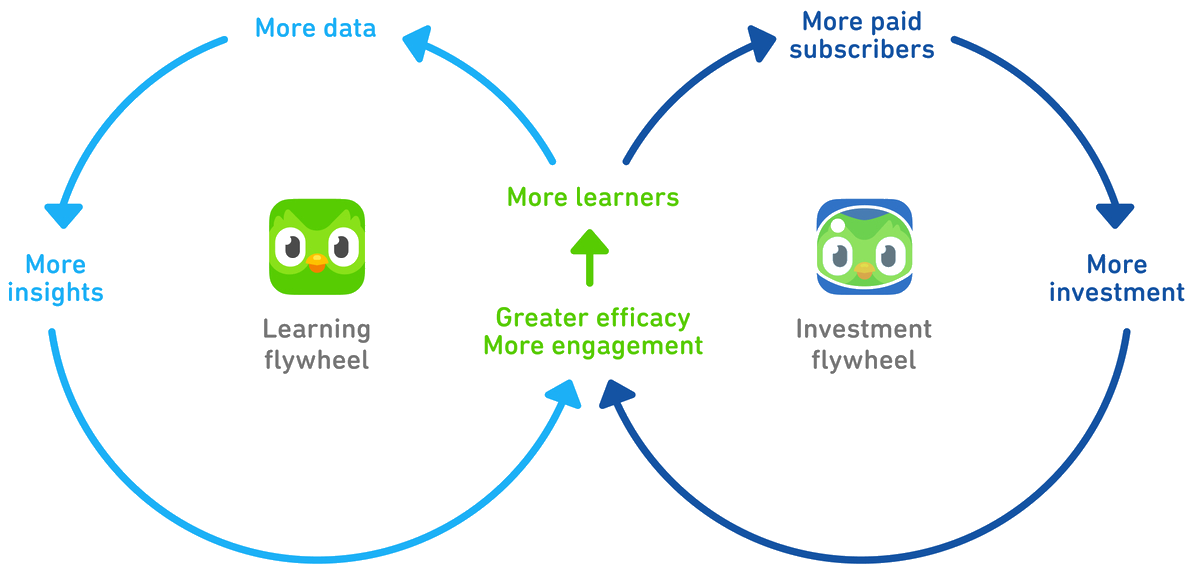 More data
More paid
subscribers
More learners
More
insights
Greater efficacy
More engagement
More
investment
Learning
flywheel
Investment
flywheel